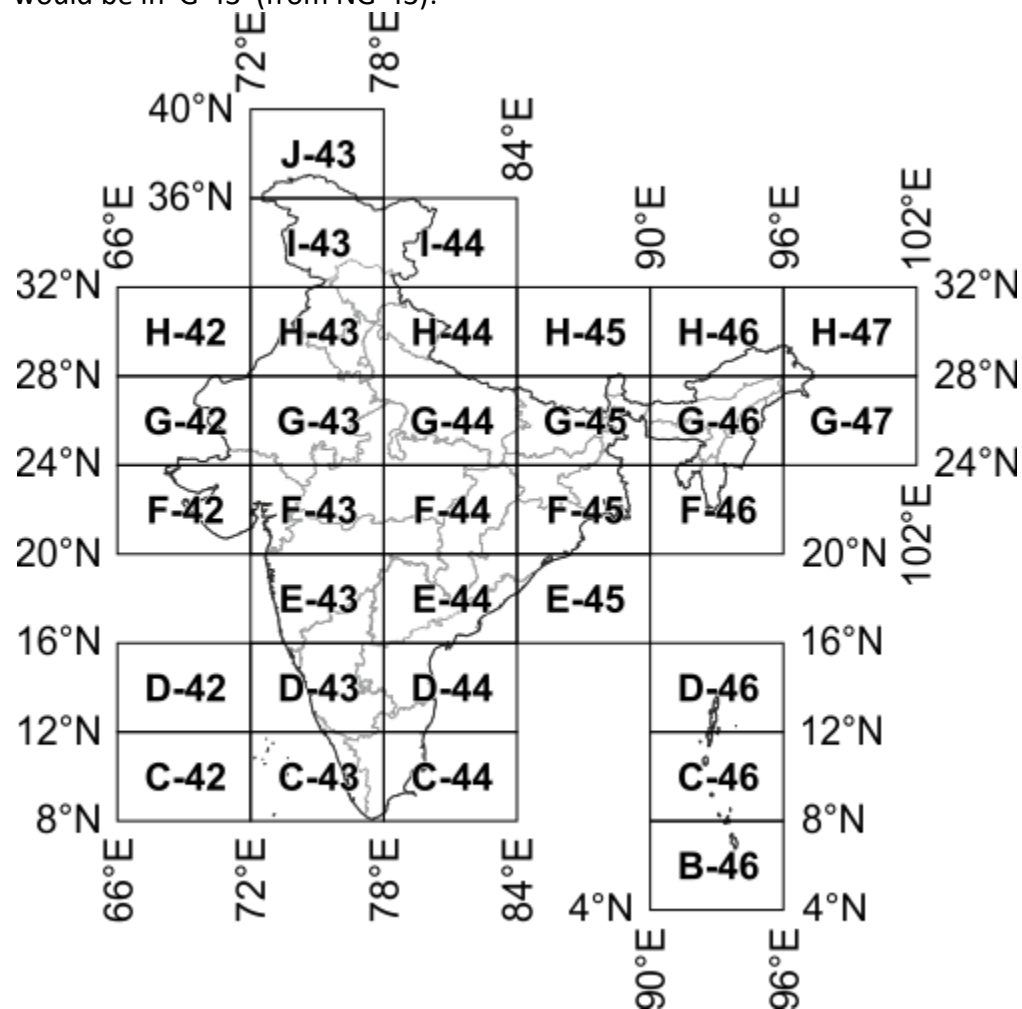 would be in 'G-43' (from NG-43).
72°E 78°E
40°N 84°E
J-43
66°E 36°N 90°E 96°E 102°E
I-43 I-44
32°N 32°N
H-42 H-43 H-44 H-45 H-46 H-47
28°N 28°N
G-42 G-43 G-44 G-45 G-46 G-47
24°N 24°N
F-42 F-43 F-44 F-45 F-46
20°N 20°N 102°E
E-43 E-44 E-45
16°N 16°N
D-42 D-43 D-44 D-46
12°N 12°N
C-42 C-43 C-44 C-46
8°N 8°N
66°E 72°E 78°E 84°E B-46
4°N 4°N
90°E 96°E